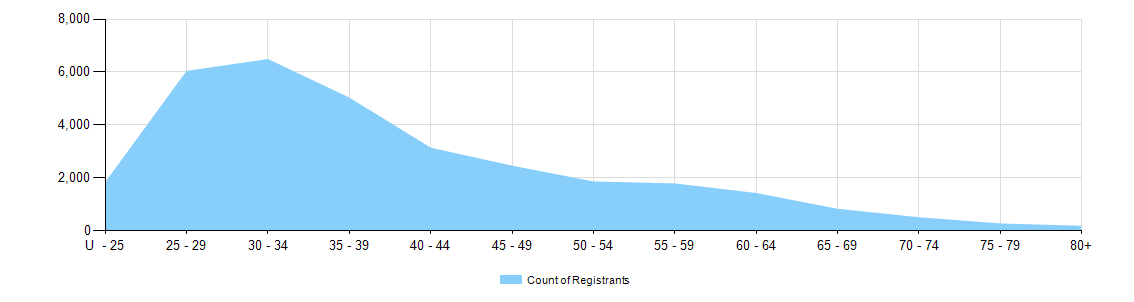 8,000
6,000
4,000
2,000
0
U - 25 25 - 29 30 - 34 35 - 39 40 - 44 45 - 49 50 - 54 55 - 59 60 - 64 65 - 69 70 - 74 75 - 79 80+
Count of Registrants